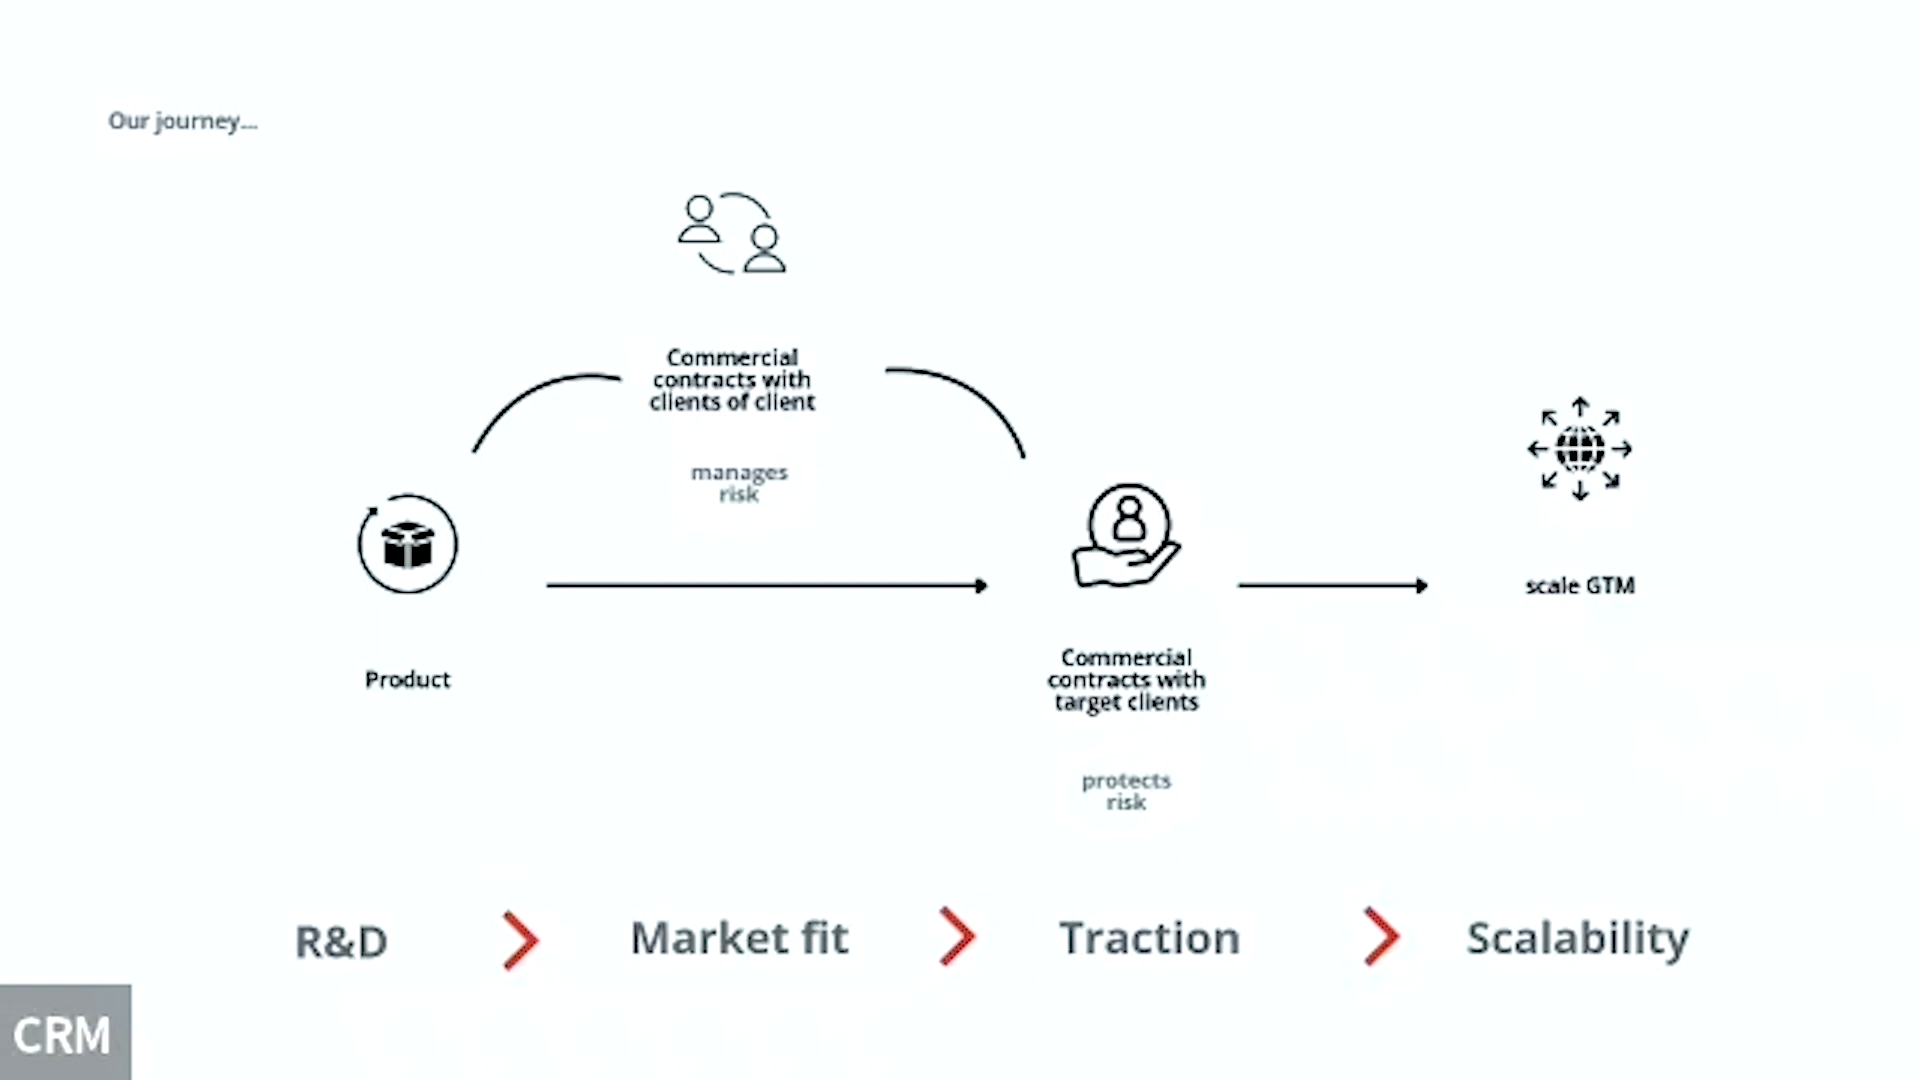 Our journey...
Commercial
contracts with
clients of client
manages
risk
Product
Commercial
contracts with
target clients
protects
risk
scale GTM
R&D
Market fit
Traction
Scalability
CRM